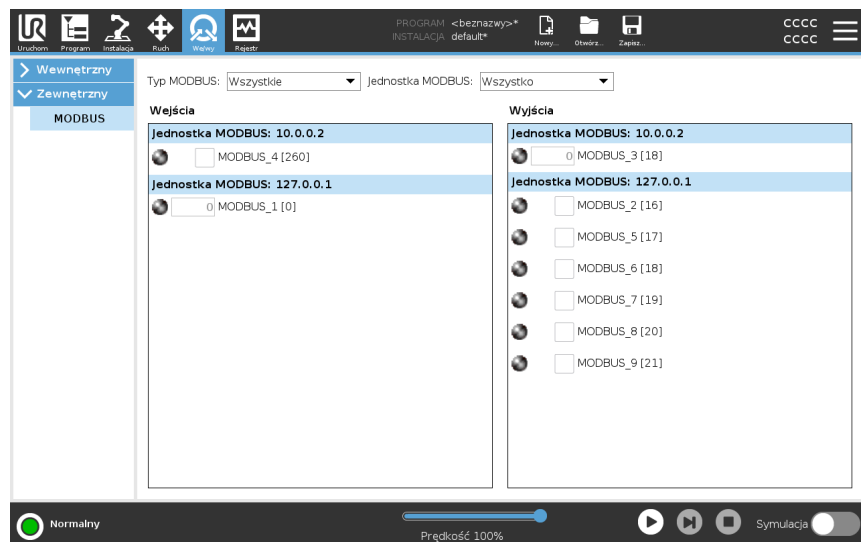 UR
PROGRAM <beznazwy>*
INSTALACJA default*
Uruchom Program Instalacja Ruch We/wy Rejestr
Nowy... Otwórz... Zapisz...
CCCC
CCCC
Wewnętrzny
Zewnętrzny
MODBUS
Typ MODBUS: Wszystkie Jednostka MODBUS: Wszystko
Wejścia
Jednostka MODBUS: 10.0.0.2
MODBUS_4 [260]
Jednostka MODBUS: 127.0.0.1
0 MODBUS_1 [0]
Wyjścia
Jednostka MODBUS: 10.0.0.2
0 MODBUS_3 [18]
Jednostka MODBUS: 127.0.0.1
MODBUS_2 [16]
MODBUS_5 [17]
MODBUS_6 [18]
MODBUS_7 [19]
MODBUS_8 [20]
MODBUS_9 [21]
Normalny
Prędkość 100%
Symulacja